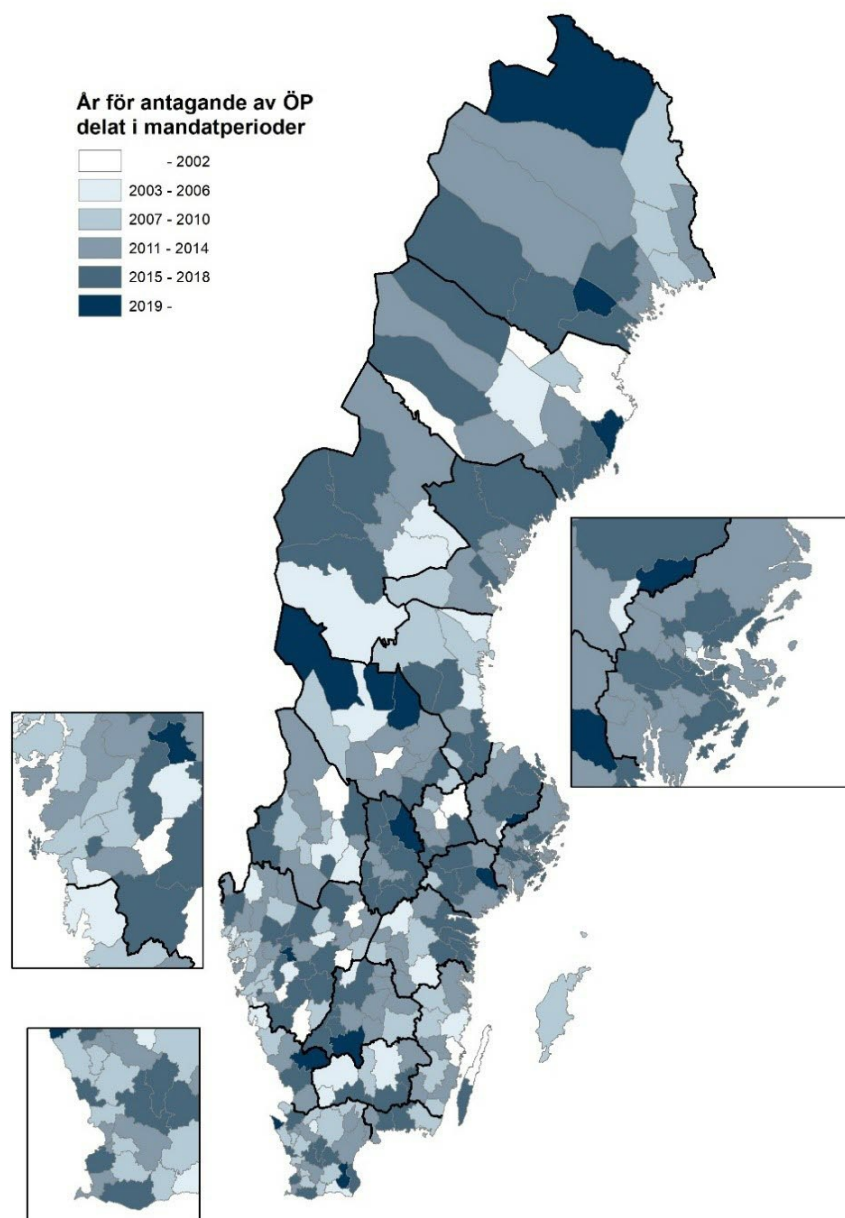 År för antagande av ÖP
delat i mandatperioder
- 2002
2003 - 2006
2007 - 2010
2011 - 2014
2015 - 2018
2019 -